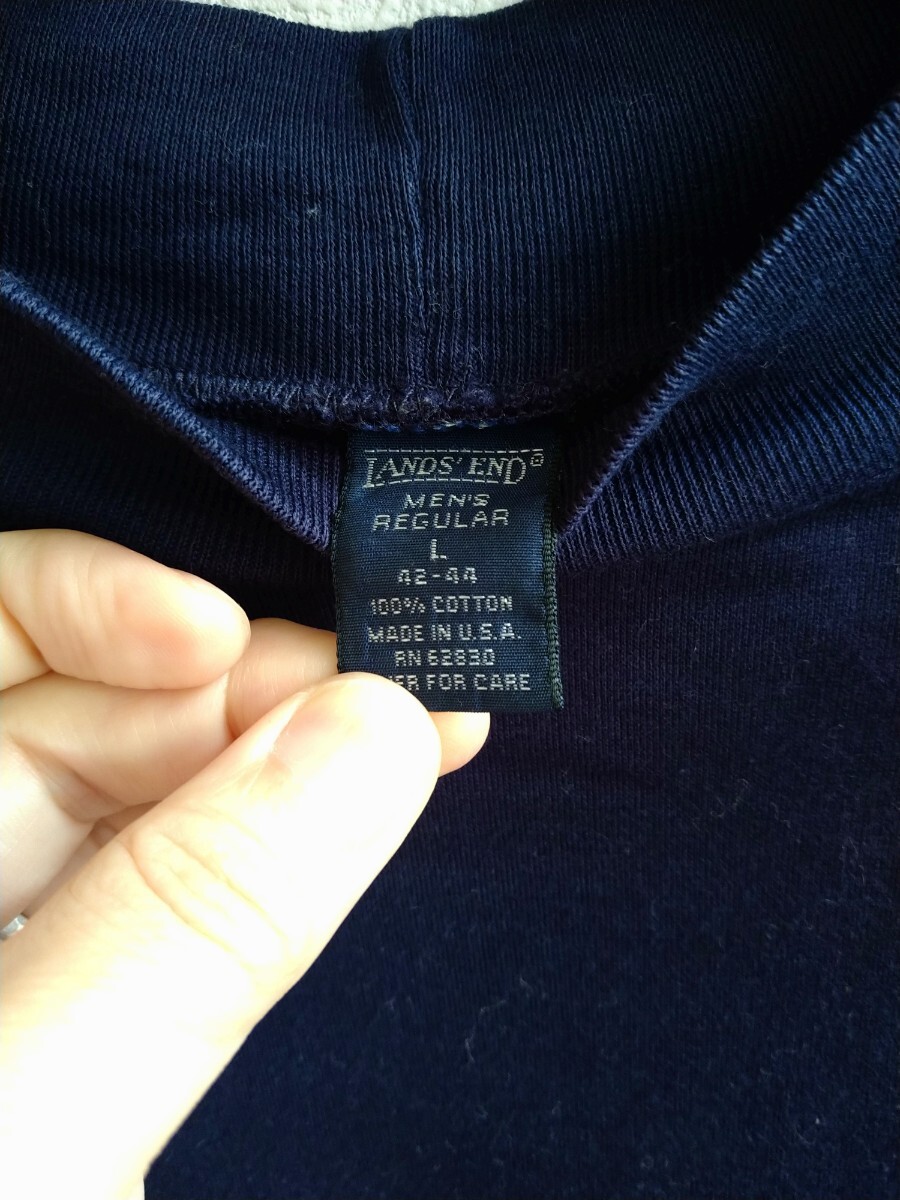 LANDS' END®
MEN'S
REGULAR
L
42-44
100% COTTON
MADE IN U.S.A.
RN 62830
FOR CARE